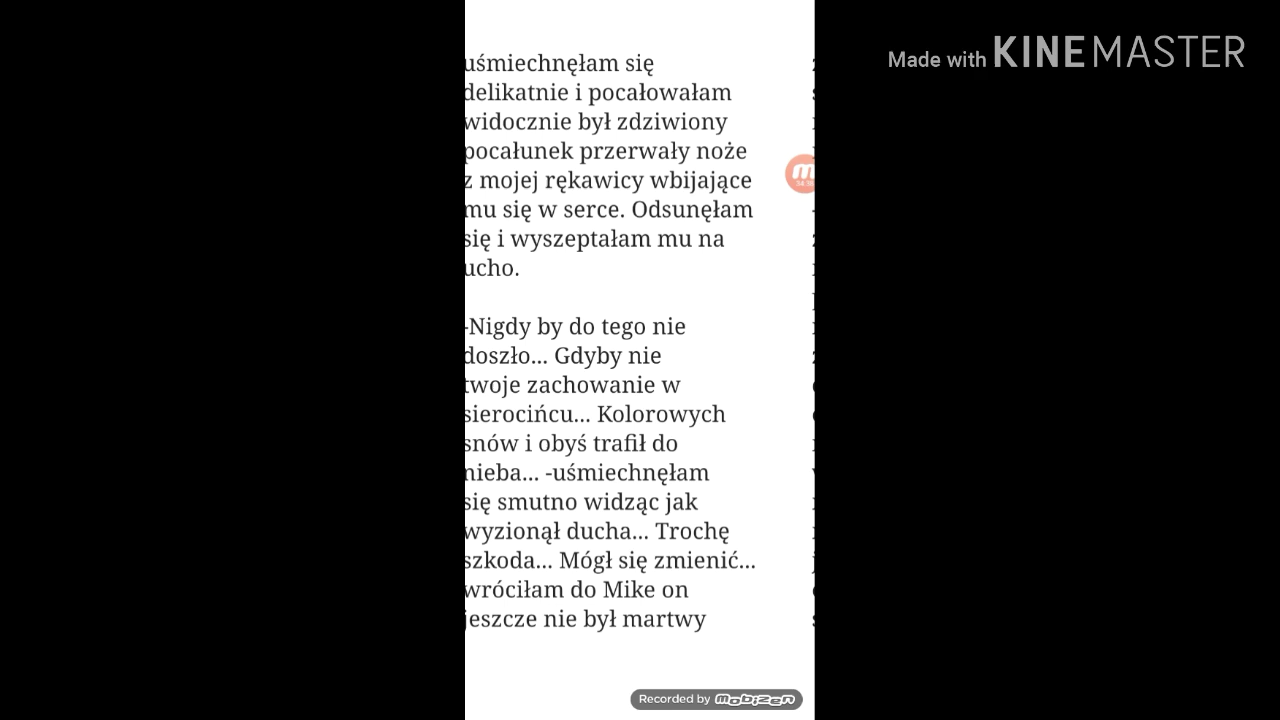 Made with KINEMASTER
uśmiechnęłam się
delikatnie i pocałowałam
widocznie był zdziwiony
pocałunek przerwały noże
z mojej rękawicy wbijające
mu się w serce. Odsunęłam
się i wyszeptałam mu na
ucho.
-Nigdy by do tego nie
doszło... Gdyby nie
twoje zachowanie w
sierocińcu... Kolorowych
snów i obyś trafił do
nieba... -uśmiechnęłam
się smutno widząc jak
wyzionął ducha... Trochę
szkoda... Mógł się zmienić...
wróciłam do Mike on
jeszcze nie był martwy
Recorded by mobizen